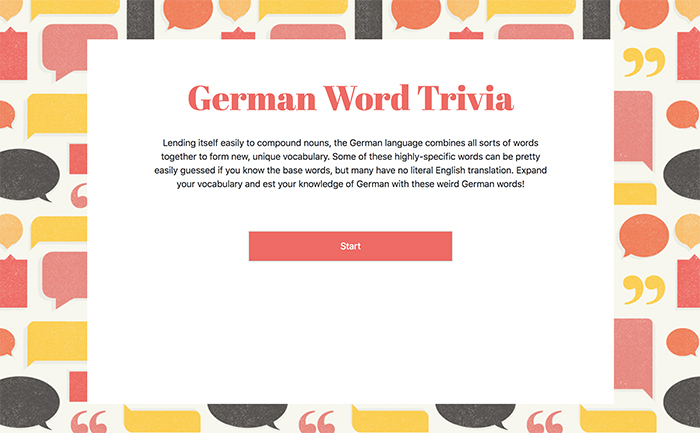 German Word Trivia
Lending itself easily to compound nouns, the German language combines all sorts of words
together to form new, unique vocabulary. Some of these highly-specific words can be pretty
easily guessed if you know the base words, but many have no literal English translation. Expand
your vocabulary and est your knowledge of German with these weird German words!
Start